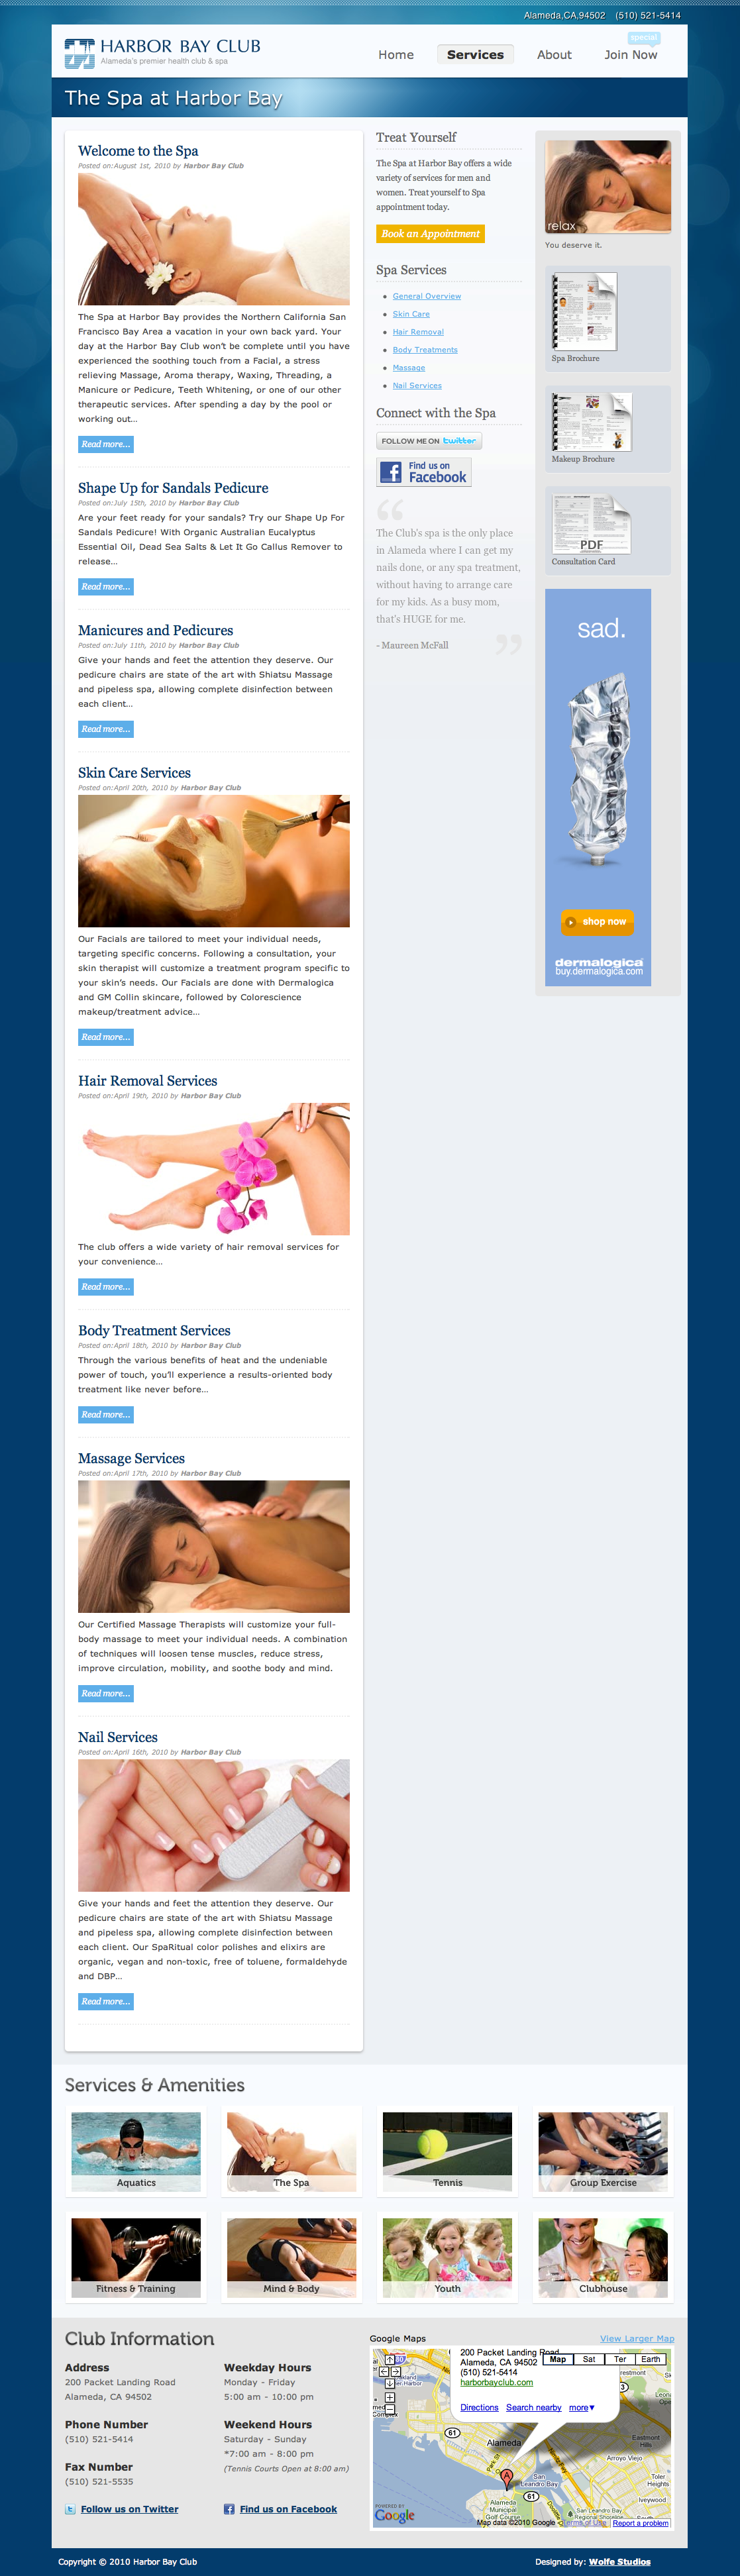 Alameda,CA,94502 (510) 521-5414
HARBOR BAY CLUB
Alameda's premier health club & spa
special
Home Services About Join Now
The Spa at Harbor Bay
Welcome to the Spa
Posted on:August 1st, 2010 by Harbor Bay Club
The Spa at Harbor Bay provides the Northern California San
Francisco Bay Area a vacation in your own back yard. Your
day at the Harbor Bay Club won't be complete until you have
experienced the soothing touch from a Facial, a stress
relieving Massage, Aroma therapy, Waxing, Threading, a
Manicure or Pedicure, Teeth Whitening, or one of our other
therapeutic services. After spending a day by the pool or
working out...
Read more...
Shape Up for Sandals Pedicure
Posted on:July 15th, 2010 by Harbor Bay Club
Are your feet ready for your sandals? Try our Shape Up For
Sandals Pedicure! With Organic Australian Eucalyptus
Essential Oil, Dead Sea Salts & Let It Go Callus Remover to
release...
Read more...
Manicures and Pedicures
Posted on:July 11th, 2010 by Harbor Bay Club
Give your hands and feet the attention they deserve. Our
pedicure chairs are state of the art with Shiatsu Massage
and pipeless spa, allowing complete disinfection between
each client...
Read more...
Skin Care Services
Posted on:April 20th, 2010 by Harbor Bay Club
Our Facials are tailored to meet your individual needs,
targeting specific concerns. Following a consultation, your
skin therapist will customize a treatment program specific to
your skin's needs. Our Facials are done with Dermalogica
and GM Collin skincare, followed by Colorescience
makeup/treatment advice...
Read more...
Hair Removal Services
Posted on:April 19th, 2010 by Harbor Bay Club
The club offers a wide variety of hair removal services for
your convenience...
Read more...
Body Treatment Services
Posted on:April 18th, 2010 by Harbor Bay Club
Through the various benefits of heat and the undeniable
power of touch, you'll experience a results-oriented body
treatment like never before...
Read more...
Massage Services
Posted on:April 17th, 2010 by Harbor Bay Club
Our Certified Massage Therapists will customize your full-
body massage to meet your individual needs. A combination
of techniques will loosen tense muscles, reduce stress,
improve circulation, mobility, and soothe body and mind.
Read more...
Nail Services
Posted on:April 16th, 2010 by Harbor Bay Club
Give your hands and feet the attention they deserve. Our
pedicure chairs are state of the art with Shiatsu Massage
and pipeless spa, allowing complete disinfection between
each client. Our SpaRitual color polishes and elixirs are
organic, vegan and non-toxic, free of toluene, formaldehyde
and DBP...
Read more...
Treat Yourself
The Spa at Harbor Bay offers a wide
variety of services for men and
women. Treat yourself to Spa
appointment today.
Book an Appointment
Spa Services
General Overview
Skin Care
Hair Removal
Body Treatments
Massage
Nail Services
Connect with the Spa
FOLLOW ME ON twitter
Find us on
Facebook
“
The Club's spa is the only place
in Alameda where I can get my
nails done, or any spa treatment,
without having to arrange care
for my kids. As a busy mom,
that's HUGE for me.
- Maureen McFall ”
relax
You deserve it.
Spa Brochure
Makeup Brochure
PDF
Consultation Card
sad.
dermalogica
shop now
dermalogica
buy.dermalogica.com
Services & Amenities
Aquatics The Spa Tennis Group Exercise
Fitness & Training Mind & Body Youth Clubhouse
Club Information
Address
200 Packet Landing Road
Alameda, CA 94502
Phone Number
(510) 521-5414
Fax Number
(510) 521-5535
Follow us on Twitter
Weekday Hours
Monday - Friday
5:00 am - 10:00 pm
Weekend Hours
Saturday - Sunday
*7:00 am - 8:00 pm
(Tennis Courts Open at 8:00 am)
Find us on Facebook
Google Maps View Larger Map
200 Packet Landing Road
Alameda, CA 94502
(510) 521-5414
harborbayclub.com
Directions Search nearby more▾
Map Sat Ter Earth
Eastmont
Hills
61
Alameda
Arroyo Viejo
Park St
A
San
Leandro Bay
Toler
Heights
61
Iveywood
Alameda
Municipal
Golf Course
San Leandro Bay
Regional Shoreline
POWERED BY
Google
Map data ©2010 Google - Terms of Use Report a problem
Copyright © 2010 Harbor Bay Club Designed by: Wolfe Studios